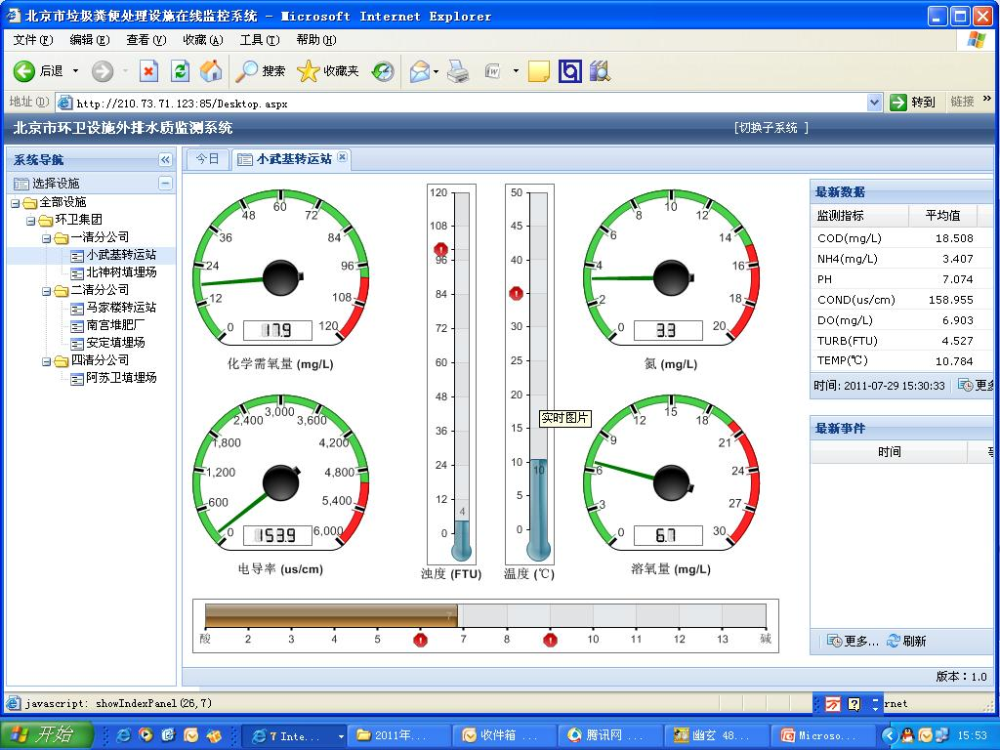 北京市垃圾粪便处理设施在线监控系统 - Microsoft Internet Explorer
文件(F) 编辑(E) 查看(V) 收藏(A) 工具(T) 帮助(H)
后退 搜索 收藏夹
地址(D) http://210.73.71.123:85/Desktop.aspx 转到 链接 »
北京市环卫设施外排水质监测系统 [切换子系统 ]
系统导航
选择设施
全部设施
环卫集团
一清分公司
小武基转运站
北神树填埋场
二清分公司
马家楼转运站
南宫堆肥厂
安定填埋场
四清分公司
阿苏卫填埋场
今日 小武基转运站
0 12 24 36 48 60 72 84 96 108 120
17.9
化学需氧量 (mg/L)
0 600 1,200 1,800 2,400 3,000 3,600 4,200 4,800 5,400 6,000
153.9
电导率 (us/cm)
120
108
96
84
72
60
48
36
24
12
0
4
浊度 (FTU)
50
45
40
30
25
20
15
10
5
0
10
温度 (℃)
实时图片
0 2 4 6 8 10 12 14 16 18 20
3.3
氮 (mg/L)
0 3 6 9 12 15 18 21 24 27 30
6.7
溶氧量 (mg/L)
7
酸 2 3 4 5 7 8 10 11 12 13 碱
最新数据
监测指标 平均值
COD(mg/L) 18.508
NH4(mg/L) 3.407
PH 7.074
COND(us/cm) 158.955
DO(mg/L) 6.903
TURB(FTU) 4.527
TEMP(℃) 10.784
时间: 2011-07-29 15:30:33 更多
最新事件
时间
更多... 刷新
版本：1.0
javascript: showIndexPanel(26,7) rnet
开始 7 Inte... 2011年... 收件箱 ... 腾讯网 ... 幽玄 48... Microso... 15:53